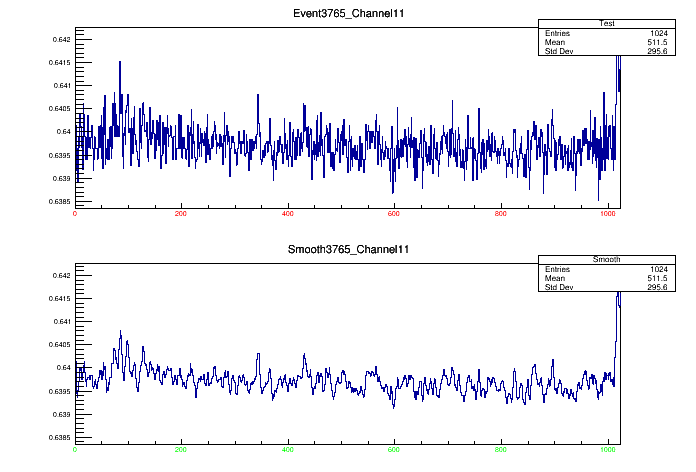 Event3765_Channel11
Test
Entries 1024
Mean 511.5
Std Dev 295.6
0.642
0.6415
0.641
0.6405
0.64
0.6395
0.639
0.6385
0 200 400 600 800 1000
Smooth3765_Channel11
Smooth
Entries 1024
Mean 511.5
Std Dev 295.6
0.642
0.6415
0.641
0.6405
0.64
0.6395
0.639
0.6385
0 200 400 600 800 1000